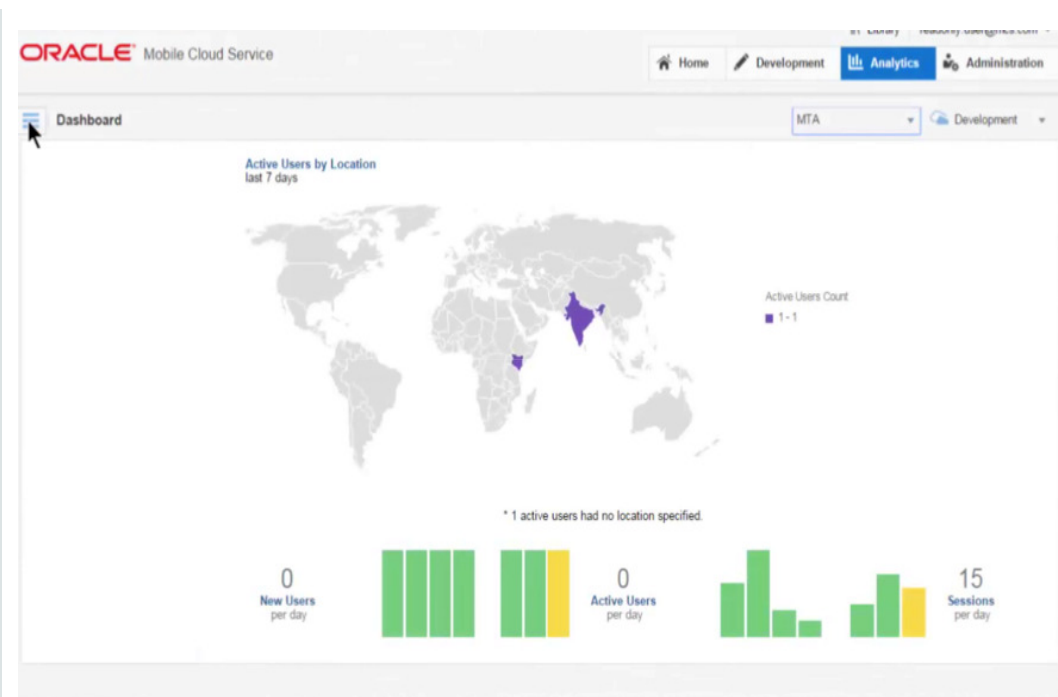 Library
ORACLE Mobile Cloud Service
Home Development Analytics Administration
Dashboard
MTA
Development
Active Users by Location
last 7 days
Active Users Count
1 - 1
* 1 active users had no location specified.
0
New Users
per day
0
Active Users
per day
15
Sessions
per day